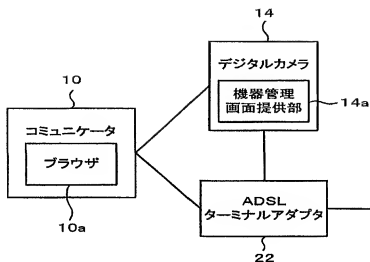 14
デジタルカメラ
機器管理
画面提供部
14a
10
コミュニケータ
ブラウザ
10a
ADSL
ターミナルアダプタ
22